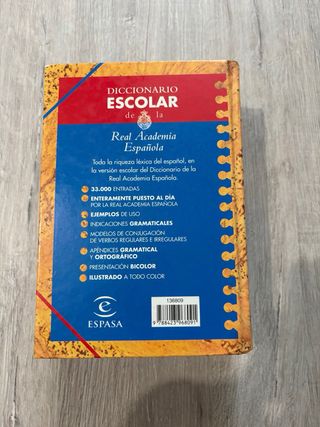 DICCIONARIO
ESCOLAR
de la
Real Academia
Española
Toda la riqueza léxica del español, en
la versión escolar del Diccionario de la
Real Academia Española.
33.000 ENTRADAS
ENTERAMENTE PUESTO AL DÍA
POR LA REAL ACADEMIA ESPAÑOLA
EJEMPLOS DE USO
INDICACIONES GRAMATICALES
MODELOS DE CONJUGACIÓN
DE VERBOS REGULARES E IRREGULARES
APÉNDICES GRAMATICAL
Y ORTOGRÁFICO
PRESENTACIÓN BICOLOR
ILUSTRADO A TODO COLOR
ESPASA
136809
9 788423 968091